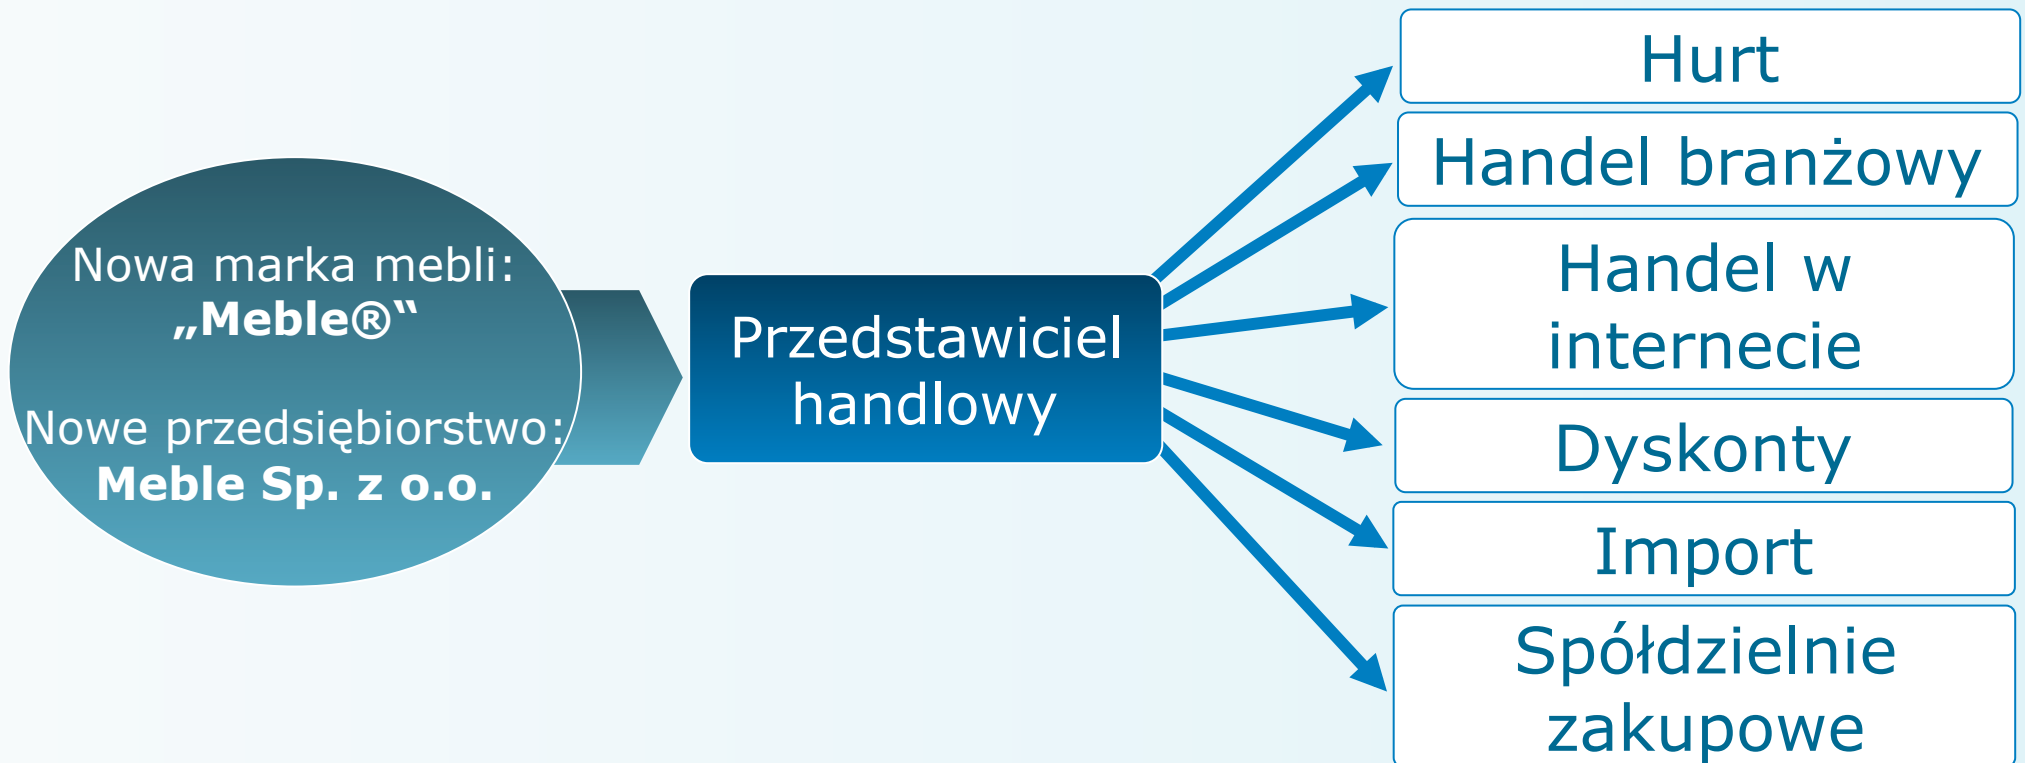 Nowa marka mebli:
„Meble®“
Nowe przedsiębiorstwo:
Meble Sp. z o.o.
Przedstawiciel
handlowy
Hurt
Handel branżowy
Handel w
internecie
Dyskonty
Import
Spółdzielnie
zakupowe